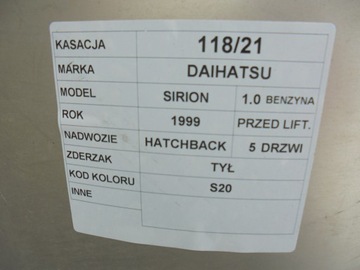 KASACJA 118/21
MARKA DAIHATSU
MODEL SIRION 1.0 BENZYNA
ROK 1999 PRZED LIFT.
NADWOZIE HATCHBACK 5 DRZWI
ZDERZAK TYŁ
KOD KOLORU S20
INNE